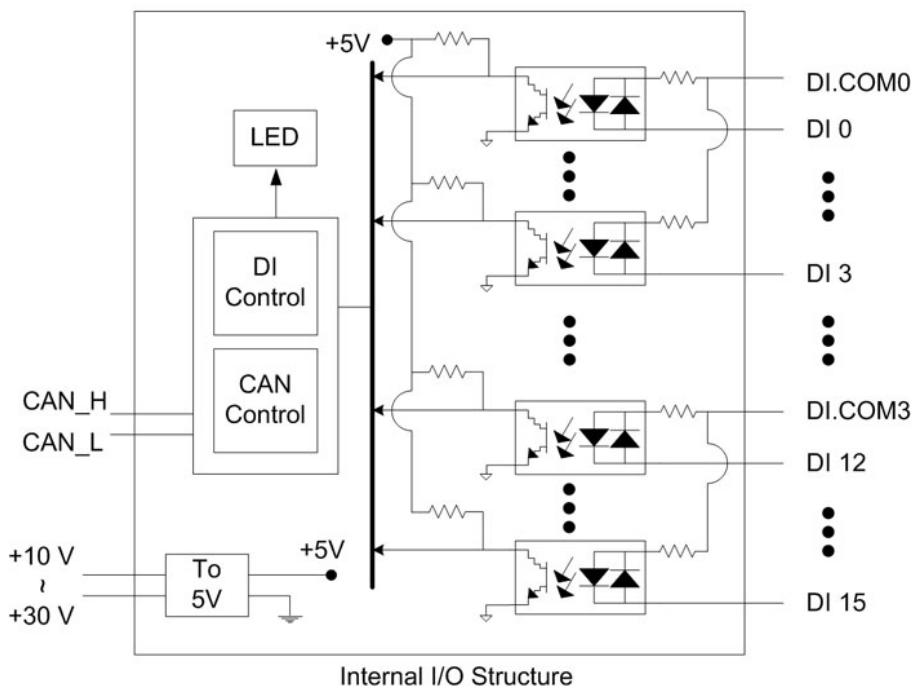 +5V
DI.COM0
DI 0
LED
DI
Control
DI 3
CAN
Control
CAN_H
CAN_L
DI.COM3
DI 12
+10 V
~
+30 V
To
5V
+5V
DI 15
Internal I/O Structure